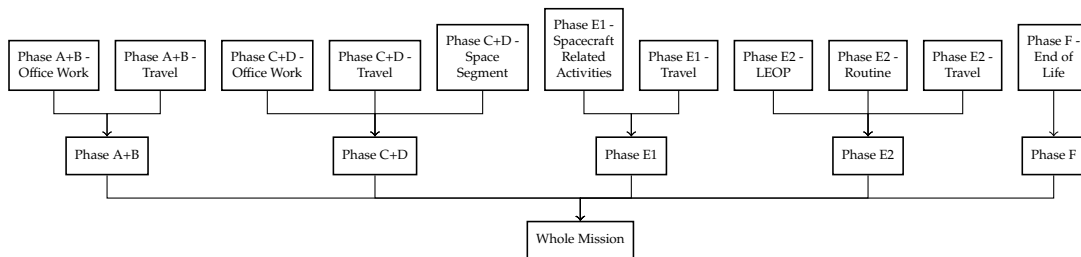 Phase A+B -
Office Work
Phase A+B -
Travel
Phase C+D -
Office Work
Phase C+D -
Travel
Phase C+D -
Space
Segment
Phase E1 -
Spacecraft
Related
Activities
Phase E1 -
Travel
Phase E2 -
LEOP
Phase E2 -
Routine
Phase E2 -
Travel
Phase F -
End of
Life
Phase A+B
Phase C+D
Phase E1
Phase E2
Phase F
Whole Mission